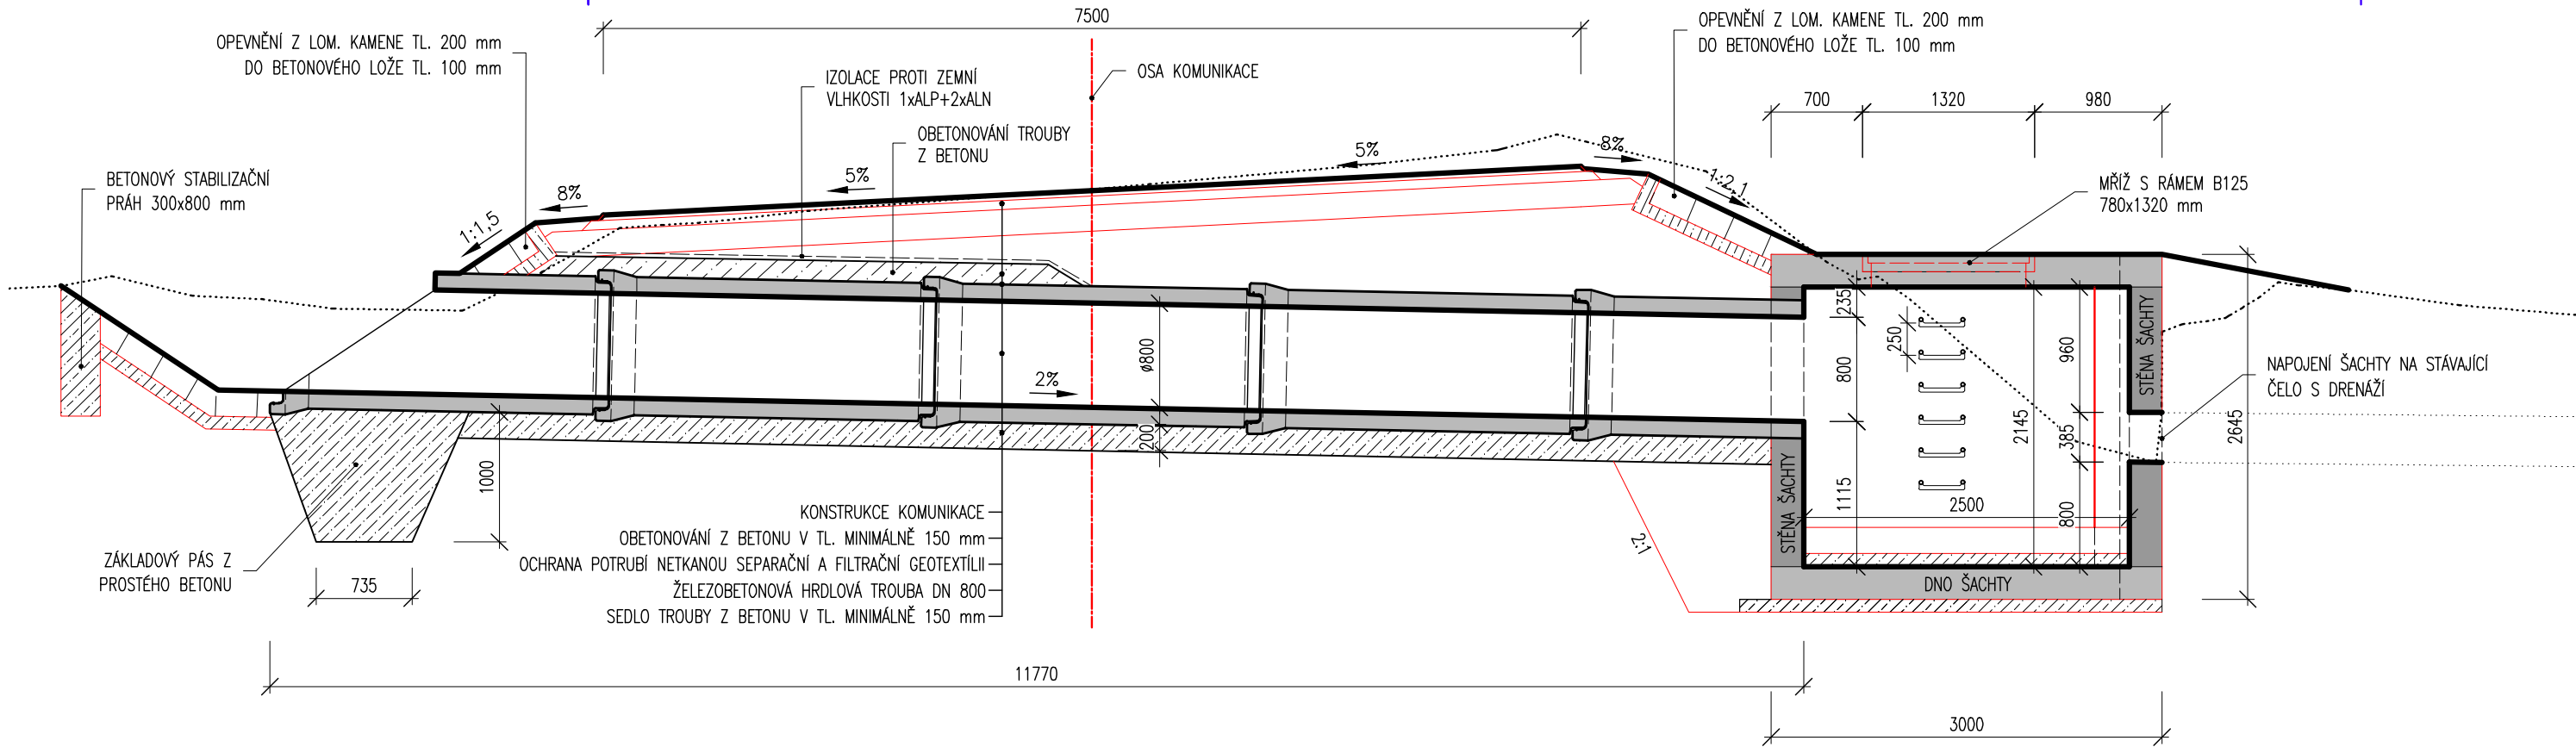 7500
OPEVNĚNÍ Z LOM. KAMENE TL. 200 mm
DO BETONOVÉHO LOŽE TL. 100 mm
OPEVNĚNÍ Z LOM. KAMENE TL. 200 mm
DO BETONOVÉHO LOŽE TL. 100 mm
IZOLACE PROTI ZEMNÍ
VLHKOSTI 1xALP+2xALN
OSA KOMUNIKACE
700
1320
980
OBETONOVÁNÍ TROUBY
Z BETONU
BETONOVÝ STABILIZAČNÍ
PRÁH 300x800 mm
8%
5%
5%
8%
1:1,5
1:2,1
MŘÍŽ S RÁMEM B125
780x1320 mm
235
250
800
960
STĚNA ŠACHTY
NAPOJENÍ ŠACHTY NA STÁVAJÍCÍ
ČELO S DRENÁŽÍ
ø800
2%
200
1000
2145
385
2645
1115
2500
800
STĚNA ŠACHTY
DNO ŠACHTY
2:1
KONSTRUKCE KOMUNIKACE
OBETONOVÁNÍ Z BETONU V TL. MINIMÁLNĚ 150 mm
OCHRANA POTRUBÍ NETKANOU SEPARAČNÍ A FILTRAČNÍ GEOTEXTÍLII
ŽELEZOBETONOVÁ HRDLOVÁ TROUBA DN 800
SEDLO TROUBY Z BETONU V TL. MINIMÁLNĚ 150 mm
ZÁKLADOVÝ PÁS Z
PROSTÉHO BETONU
735
11770
3000